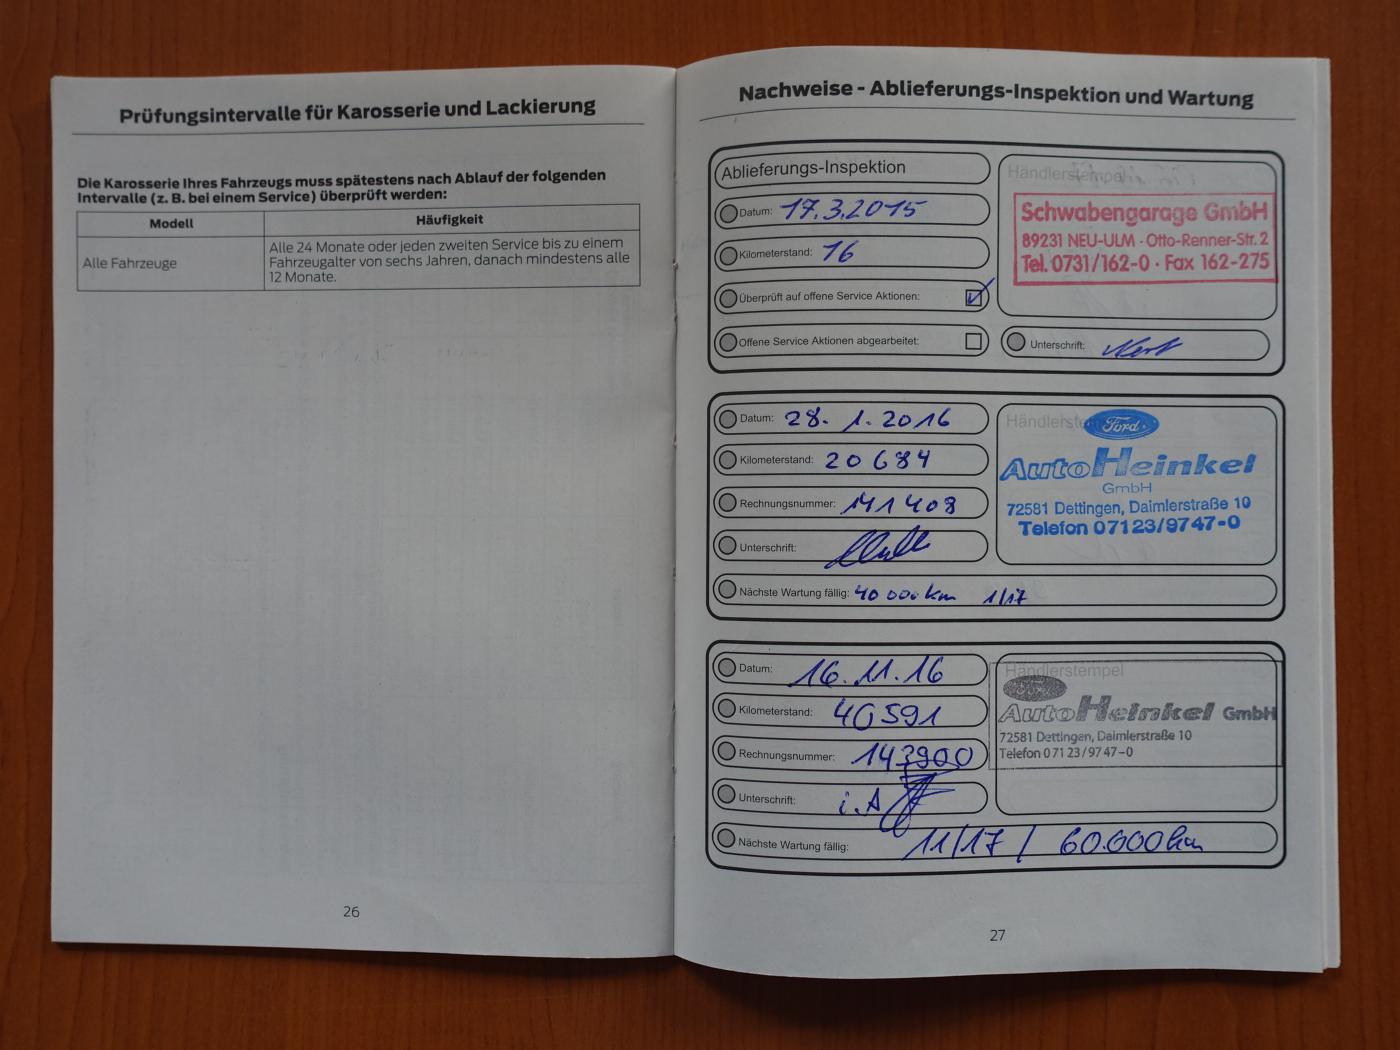 Prüfungsintervalle für Karosserie und Lackierung
Die Karosserie Ihres Fahrzeugs muss spätestens nach Ablauf der folgenden
Intervalle (z. B. bei einem Service) überprüft werden:
Modell
Häufigkeit
Alle Fahrzeuge
Alle 24 Monate oder jeden zweiten Service bis zu einem
Fahrzeugalter von sechs Jahren, danach mindestens alle
12 Monate.
26
Nachweise - Ablieferungs-Inspektion und Wartung
Ablieferungs-Inspektion
Datum: 17.3.2015
Kilometerstand: 16
Überprüft auf offene Service Aktionen:
Offene Service Aktionen abgearbeitet:
Händlerstempel
Schwabengarage GmbH
89231 NEU-ULM · Otto-Renner-Str. 2
Tel. 0731/162-0 · Fax 162-275
Unterschrift:
Datum: 28. 1. 2016
Kilometerstand: 20684
Rechnungsnummer: 141408
Unterschrift:
Nächste Wartung fällig: 40 000 km 1/17
Ford
Auto Heinkel
GmbH
72581 Dettingen, Daimlerstraße 10
Telefon 07123/9747-0
Datum: 16.11.16
Kilometerstand: 40591
Rechnungsnummer: 143900
Unterschrift: i.A
Nächste Wartung fällig: 11/17 / 60.000km
Händlerstempel
Ford
Auto Heinkel GmbH
72581 Dettingen, Daimlerstraße 10
Telefon 07123/9747-0
27